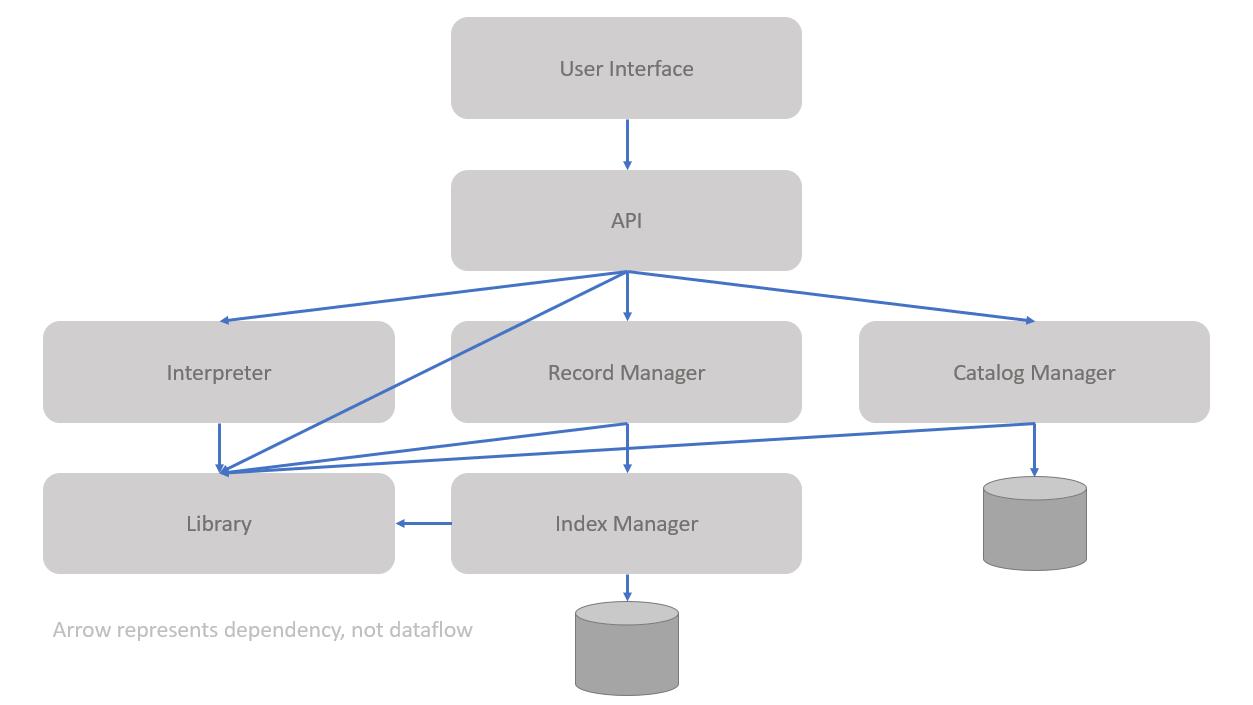 User Interface
API
Interpreter
Record Manager
Catalog Manager
Library
Index Manager
Arrow represents dependency, not dataflow